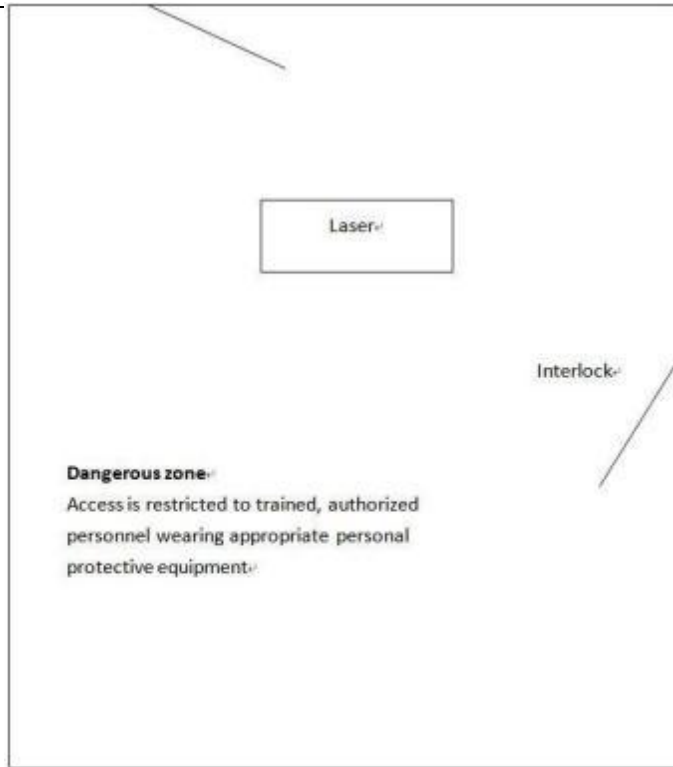 Laser
Interlock
Dangerous zone
Access is restricted to trained, authorized
personnel wearing appropriate personal
protective equipment